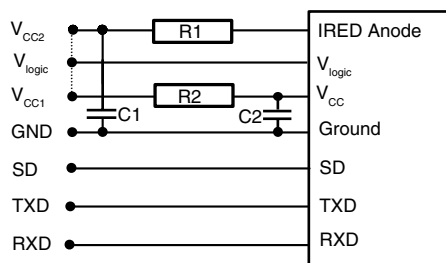 VCC2 R1 IRED Anode
Vlogic Vlogic
VCC1 R2 VCC
C1 C2
GND Ground
SD SD
TXD TXD
RXD RXD